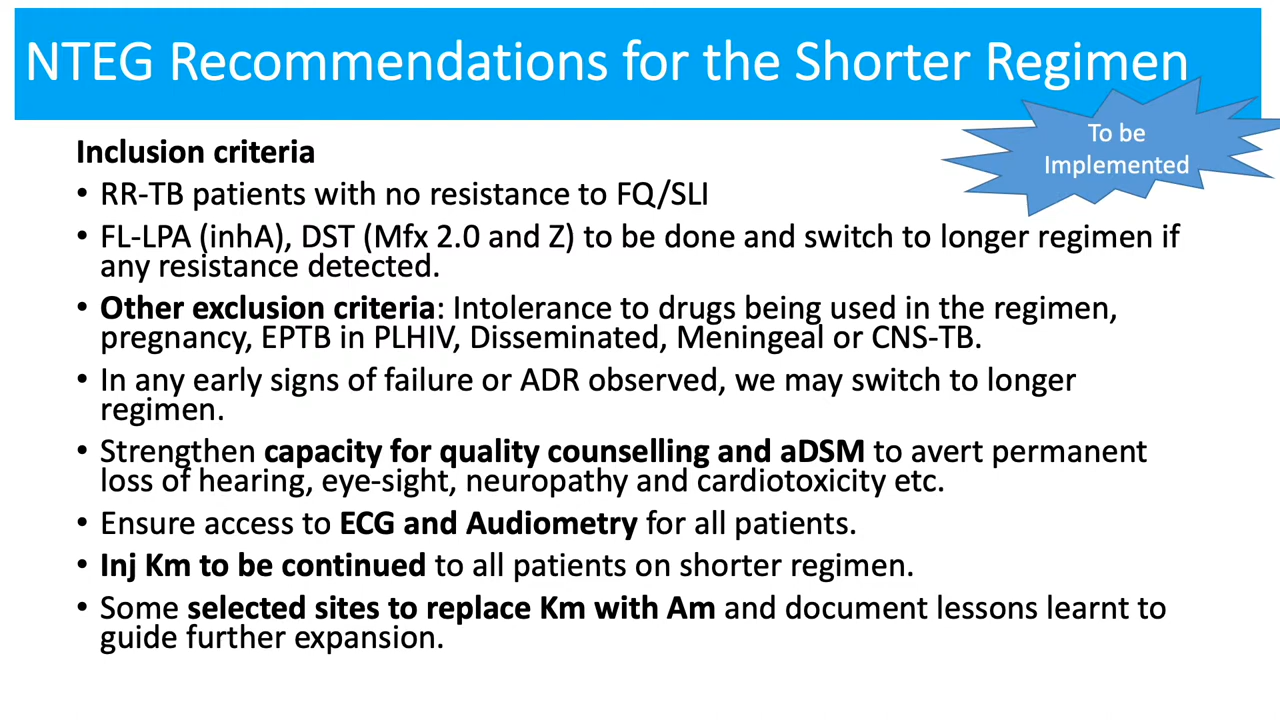 NTEG Recommendations for the Shorter Regimen
To be
Implemented
Inclusion criteria
• RR-TB patients with no resistance to FQ/SLI
• FL-LPA (inhA), DST (Mfx 2.0 and Z) to be done and switch to longer regimen if
any resistance detected.
• Other exclusion criteria: Intolerance to drugs being used in the regimen,
pregnancy, EPTB in PLHIV, Disseminated, Meningeal or CNS-TB.
• In any early signs of failure or ADR observed, we may switch to longer
regimen.
• Strengthen capacity for quality counselling and aDSM to avert permanent
loss of hearing, eye-sight, neuropathy and cardiotoxicity etc.
• Ensure access to ECG and Audiometry for all patients.
• Inj Km to be continued to all patients on shorter regimen.
• Some selected sites to replace Km with Am and document lessons learnt to
guide further expansion.